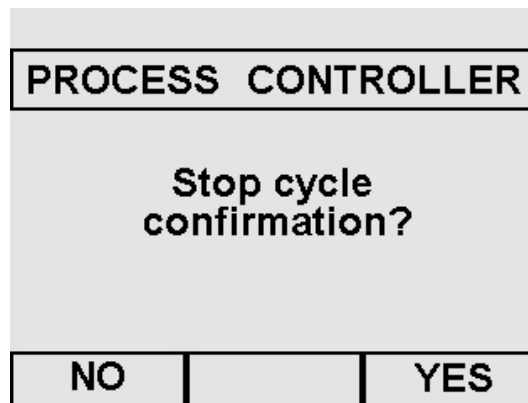 PROCESS CONTROLLER
Stop cycle
confirmation?
NO YES